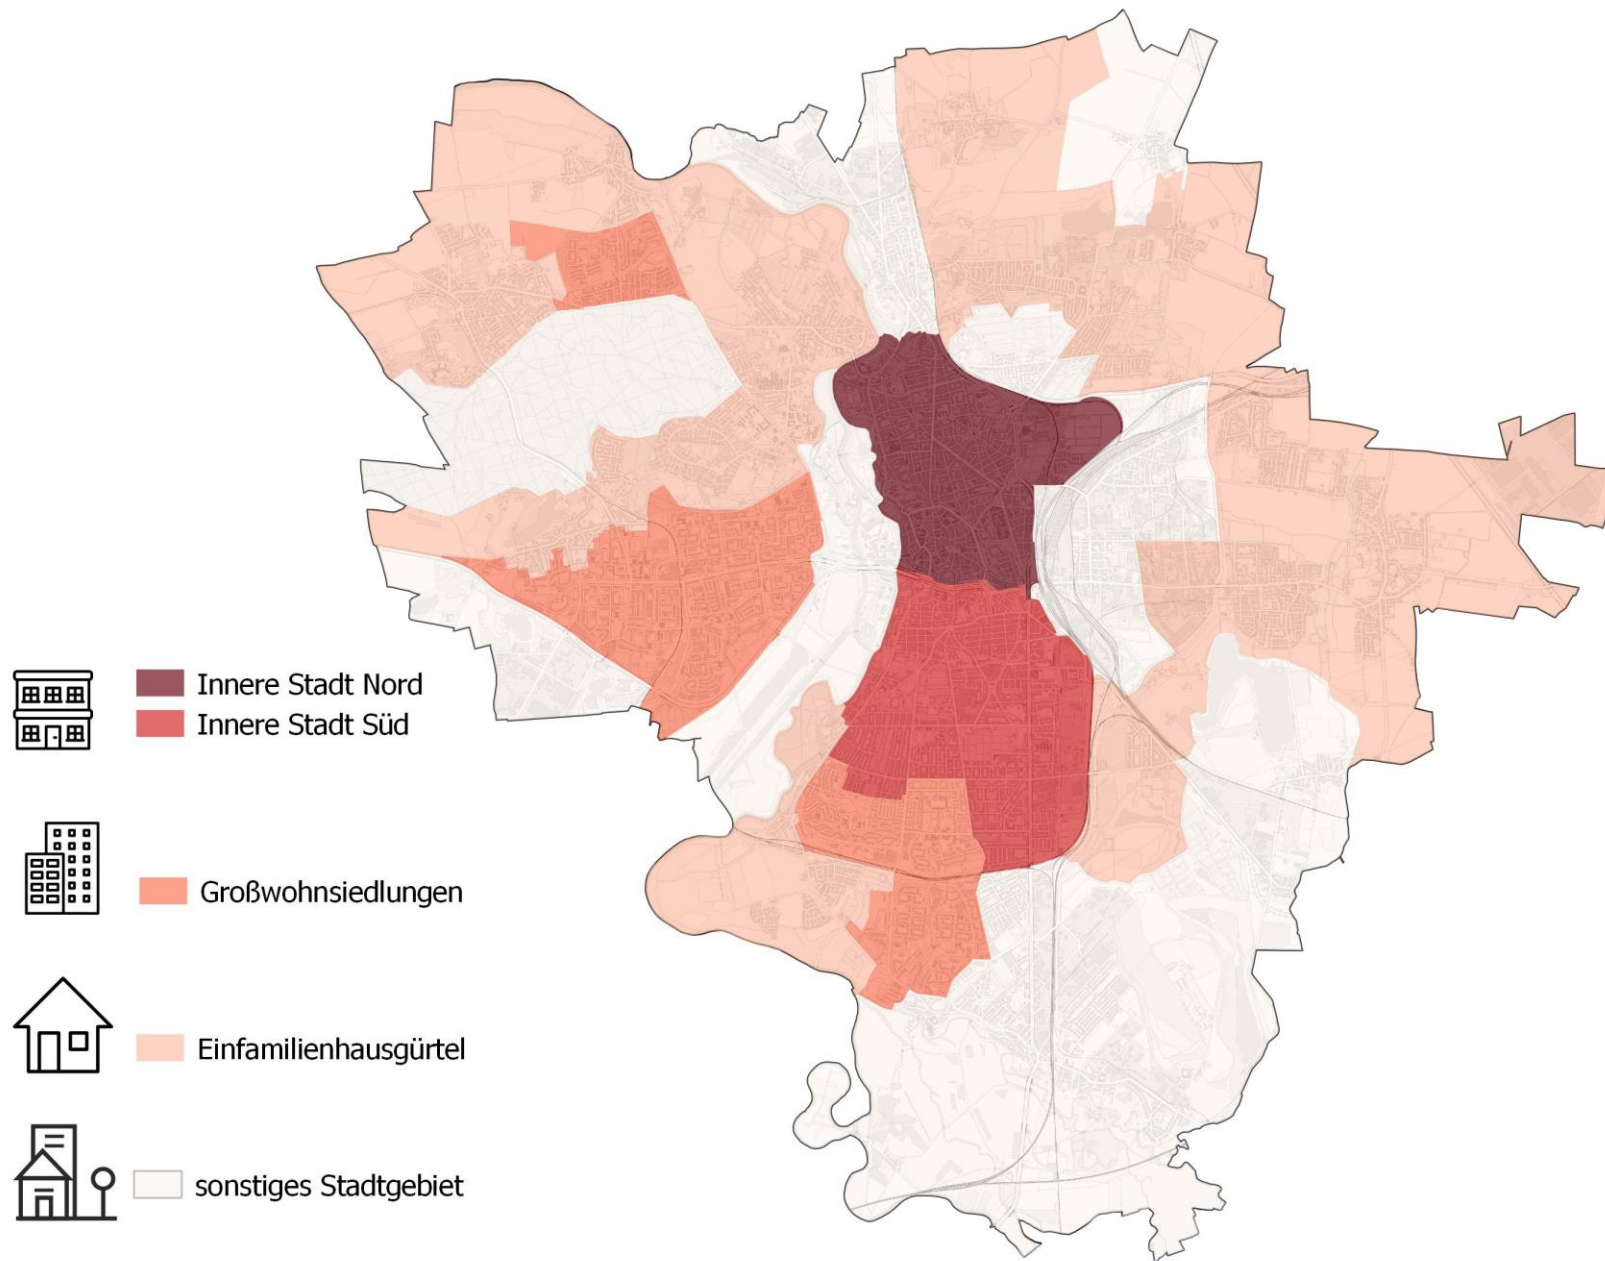 Innere Stadt Nord
Innere Stadt Süd
Großwohnsiedlungen
Einfamilienhausgürtel
sonstiges Stadtgebiet